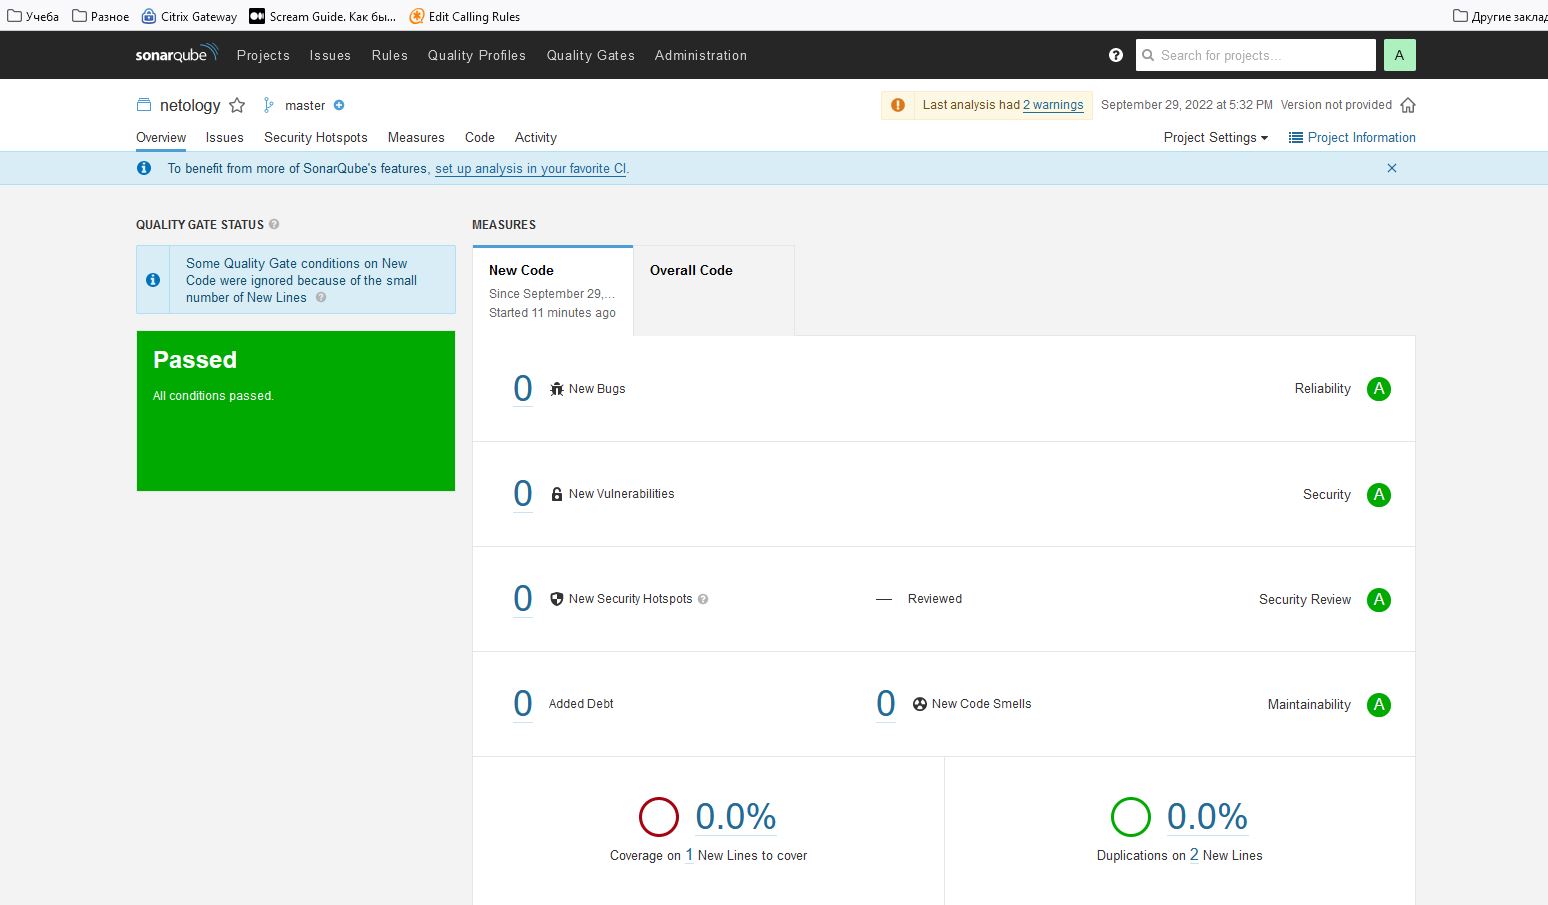 Учеба Разное Citrix Gateway Scream Guide. Как бы... Edit Calling Rules Другие заклад
sonarqube Projects Issues Rules Quality Profiles Quality Gates Administration ? Search for projects... A
netology master Last analysis had 2 warnings September 29, 2022 at 5:32 PM Version not provided
Overview Issues Security Hotspots Measures Code Activity Project Settings Project Information
To benefit from more of SonarQube's features, set up analysis in your favorite CI.
QUALITY GATE STATUS ?
MEASURES
Some Quality Gate conditions on New
Code were ignored because of the small
number of New Lines ?
Passed
All conditions passed.
New Code
Since September 29,...
Started 11 minutes ago
Overall Code
0 New Bugs Reliability A
0 New Vulnerabilities Security A
0 New Security Hotspots ? — Reviewed Security Review A
0 Added Debt 0 New Code Smells Maintainability A
0.0%
Coverage on 1 New Lines to cover
0.0%
Duplications on 2 New Lines